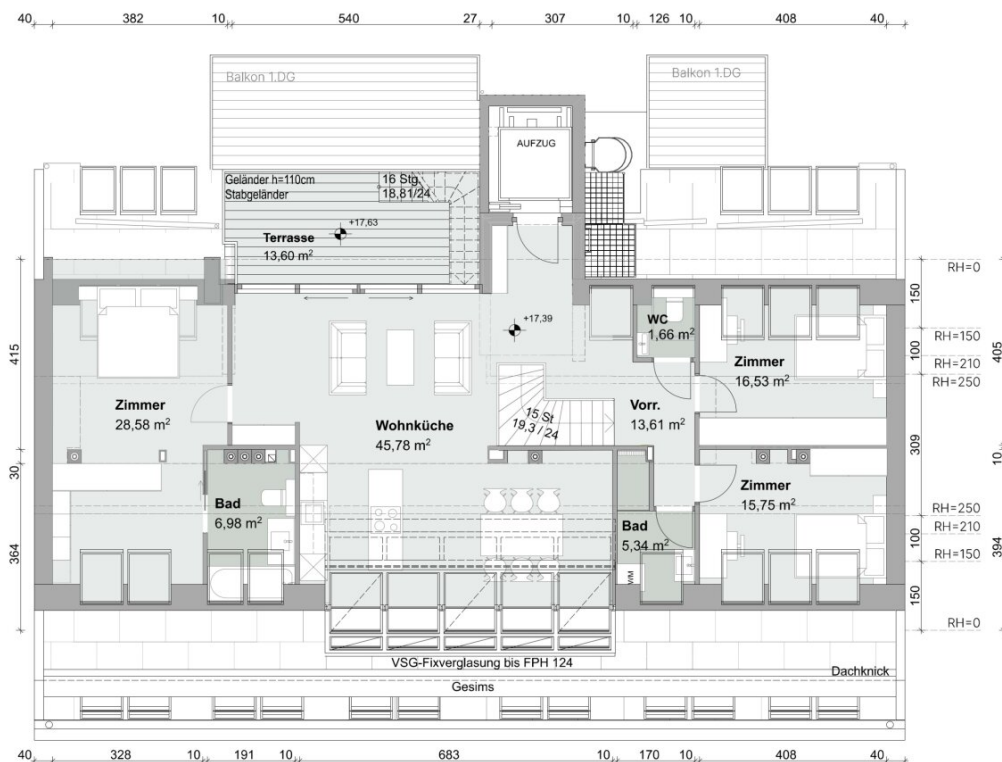 40 382 10 540 27 307 10 126 10 408 40
Balkon 1.DG
Balkon 1.DG
AUFZUG
Geländer h=110cm
Stabgeländer
16 Stg.
18,81/24
+17,63
Terrasse
13,60 m²
RH=0
150
+17,39
WC
1,66 m²
RH=150
100
RH=210
RH=250
415
405
Zimmer
28,58 m²
Wohnküche
45,78 m²
15 St
19,3 / 24
Vorr.
13,61 m²
Zimmer
16,53 m²
309
30
10
Bad
6,98 m²
Zimmer
15,75 m²
Bad
5,34 m²
WM
RH=250
RH=210
100
RH=150
364
394
150
RH=0
VSG-Fixverglasung bis FPH 124
Dachknick
Gesims
40 328 10 191 10 683 10 170 10 408 40